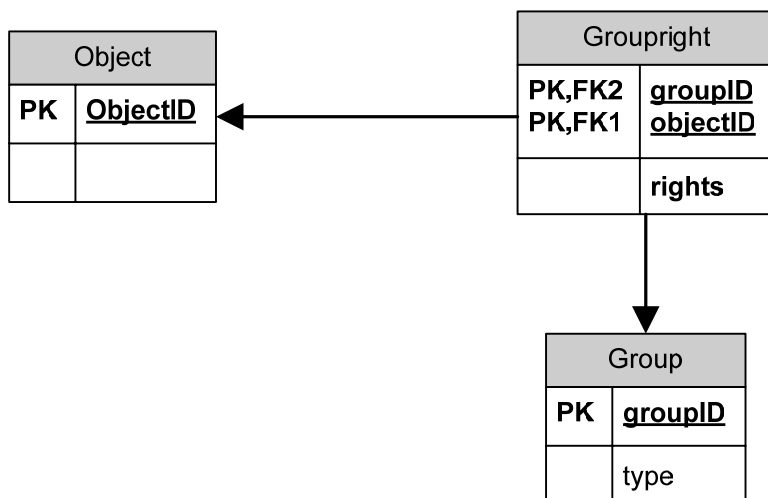 Object
PK ObjectID
Groupright
PK,FK2 groupID
PK,FK1 objectID
rights
Group
PK groupID
type